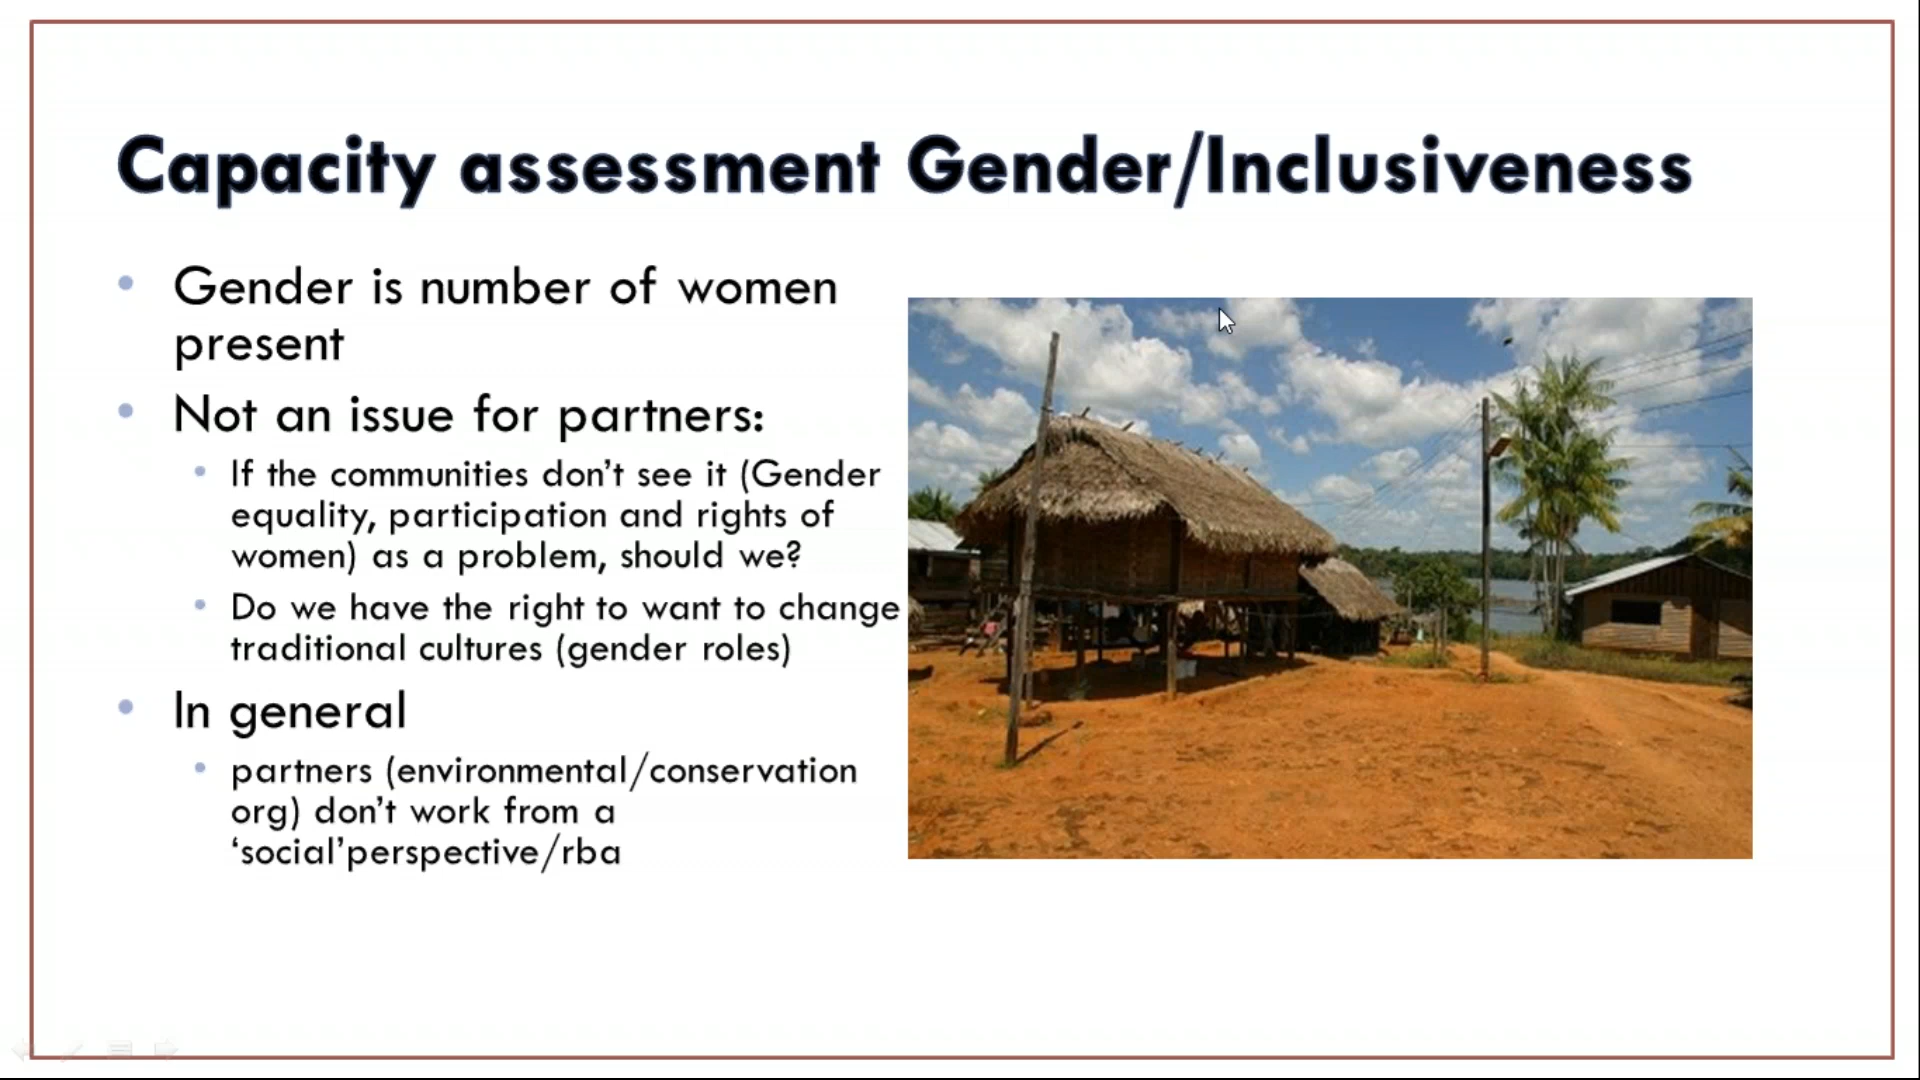 Capacity assessment Gender/Inclusiveness
Gender is number of women
present
Not an issue for partners:
If the communities don’t see it (Gender
equality, participation and rights of
women) as a problem, should we?
Do we have the right to want to change
traditional cultures (gender roles)
In general
partners (environmental/conservation
org) don’t work from a
‘social’perspective/rba